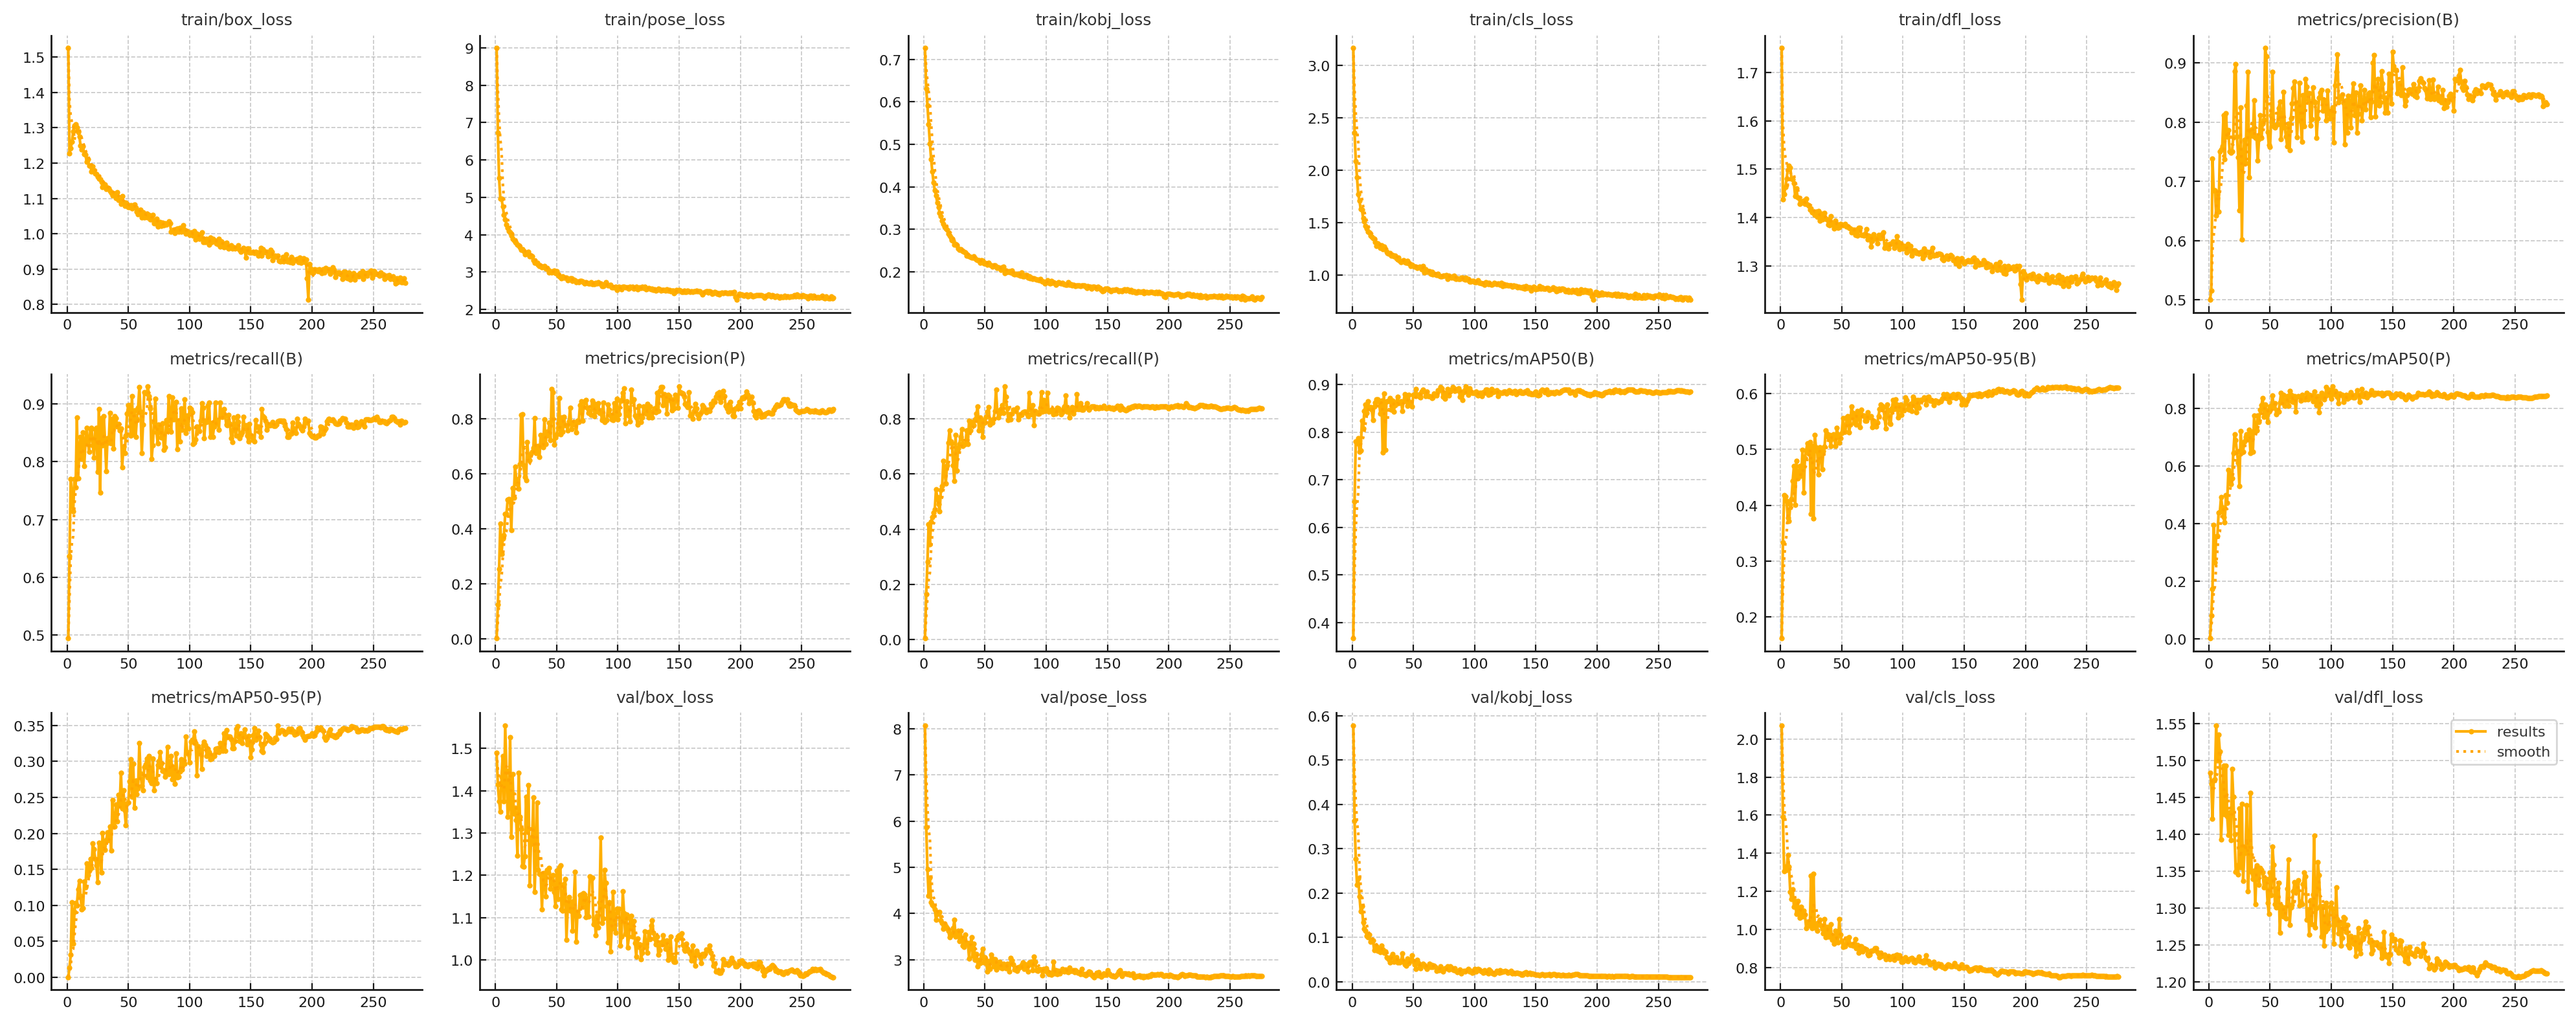 train/box_loss
1.5
1.4
1.3
1.2
1.1
1.0
0.9
0.8
0 50 100 150 200 250
train/pose_loss
9
8
7
6
5
4
3
2
0 50 100 150 200 250
train/kobj_loss
0.7
0.6
0.5
0.4
0.3
0.2
0 50 100 150 200 250
train/cls_loss
3.0
2.5
2.0
1.5
1.0
0 50 100 150 200 250
train/dfl_loss
1.7
1.6
1.5
1.4
1.3
0 50 100 150 200 250
metrics/precision(B)
0.9
0.8
0.7
0.6
0.5
0 50 100 150 200 250
metrics/recall(B)
0.9
0.8
0.7
0.6
0.5
0 50 100 150 200 250
metrics/precision(P)
0.8
0.6
0.4
0.2
0.0
0 50 100 150 200 250
metrics/recall(P)
0.8
0.6
0.4
0.2
0.0
0 50 100 150 200 250
metrics/mAP50(B)
0.9
0.8
0.7
0.6
0.5
0.4
0 50 100 150 200 250
metrics/mAP50-95(B)
0.6
0.5
0.4
0.3
0.2
0 50 100 150 200 250
metrics/mAP50(P)
0.8
0.6
0.4
0.2
0.0
0 50 100 150 200 250
metrics/mAP50-95(P)
0.35
0.30
0.25
0.20
0.15
0.10
0.05
0.00
0 50 100 150 200 250
val/box_loss
1.5
1.4
1.3
1.2
1.1
1.0
0 50 100 150 200 250
val/pose_loss
8
7
6
5
4
3
0 50 100 150 200 250
val/kobj_loss
0.6
0.5
0.4
0.3
0.2
0.1
0.0
0 50 100 150 200 250
val/cls_loss
2.0
1.8
1.6
1.4
1.2
1.0
0.8
0 50 100 150 200 250
val/dfl_loss
results
smooth
1.55
1.50
1.45
1.40
1.35
1.30
1.25
1.20
0 50 100 150 200 250